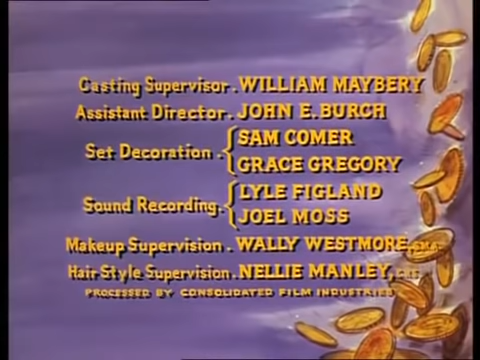 Casting Supervisor . WILLIAM MAYBERY
Assistant Director . JOHN E. BURCH
Set Decoration . { SAM COMER
GRACE GREGORY
Sound Recording . { LYLE FIGLAND
JOEL MOSS
Makeup Supervision . WALLY WESTMORE,
Hair Style Supervision . NELLIE MANLEY,
PROCESSED BY CONSOLIDATED FILM INDUSTRIES